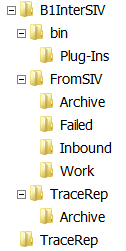 B1InterSIV
bin
Plug-Ins
FromSIV
Archive
Failed
Inbound
Work
TraceRep
Archive
TraceRep